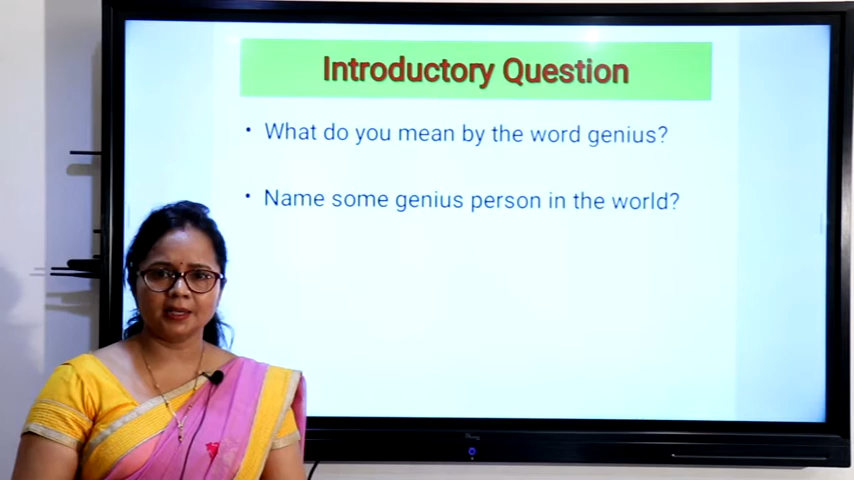 Introductory Question
• What do you mean by the word genius?
• Name some genius person in the world?